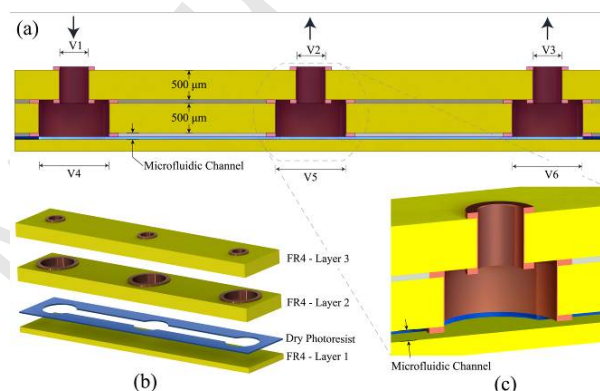 (a)
V1
V2
V3
500 μm
500 μm
Microfluidic Channel
V4
V5
V6
FR4 - Layer 3
FR4 - Layer 2
Dry Photoresist
FR4 - Layer 1
(b)
Microfluidic Channel
(c)